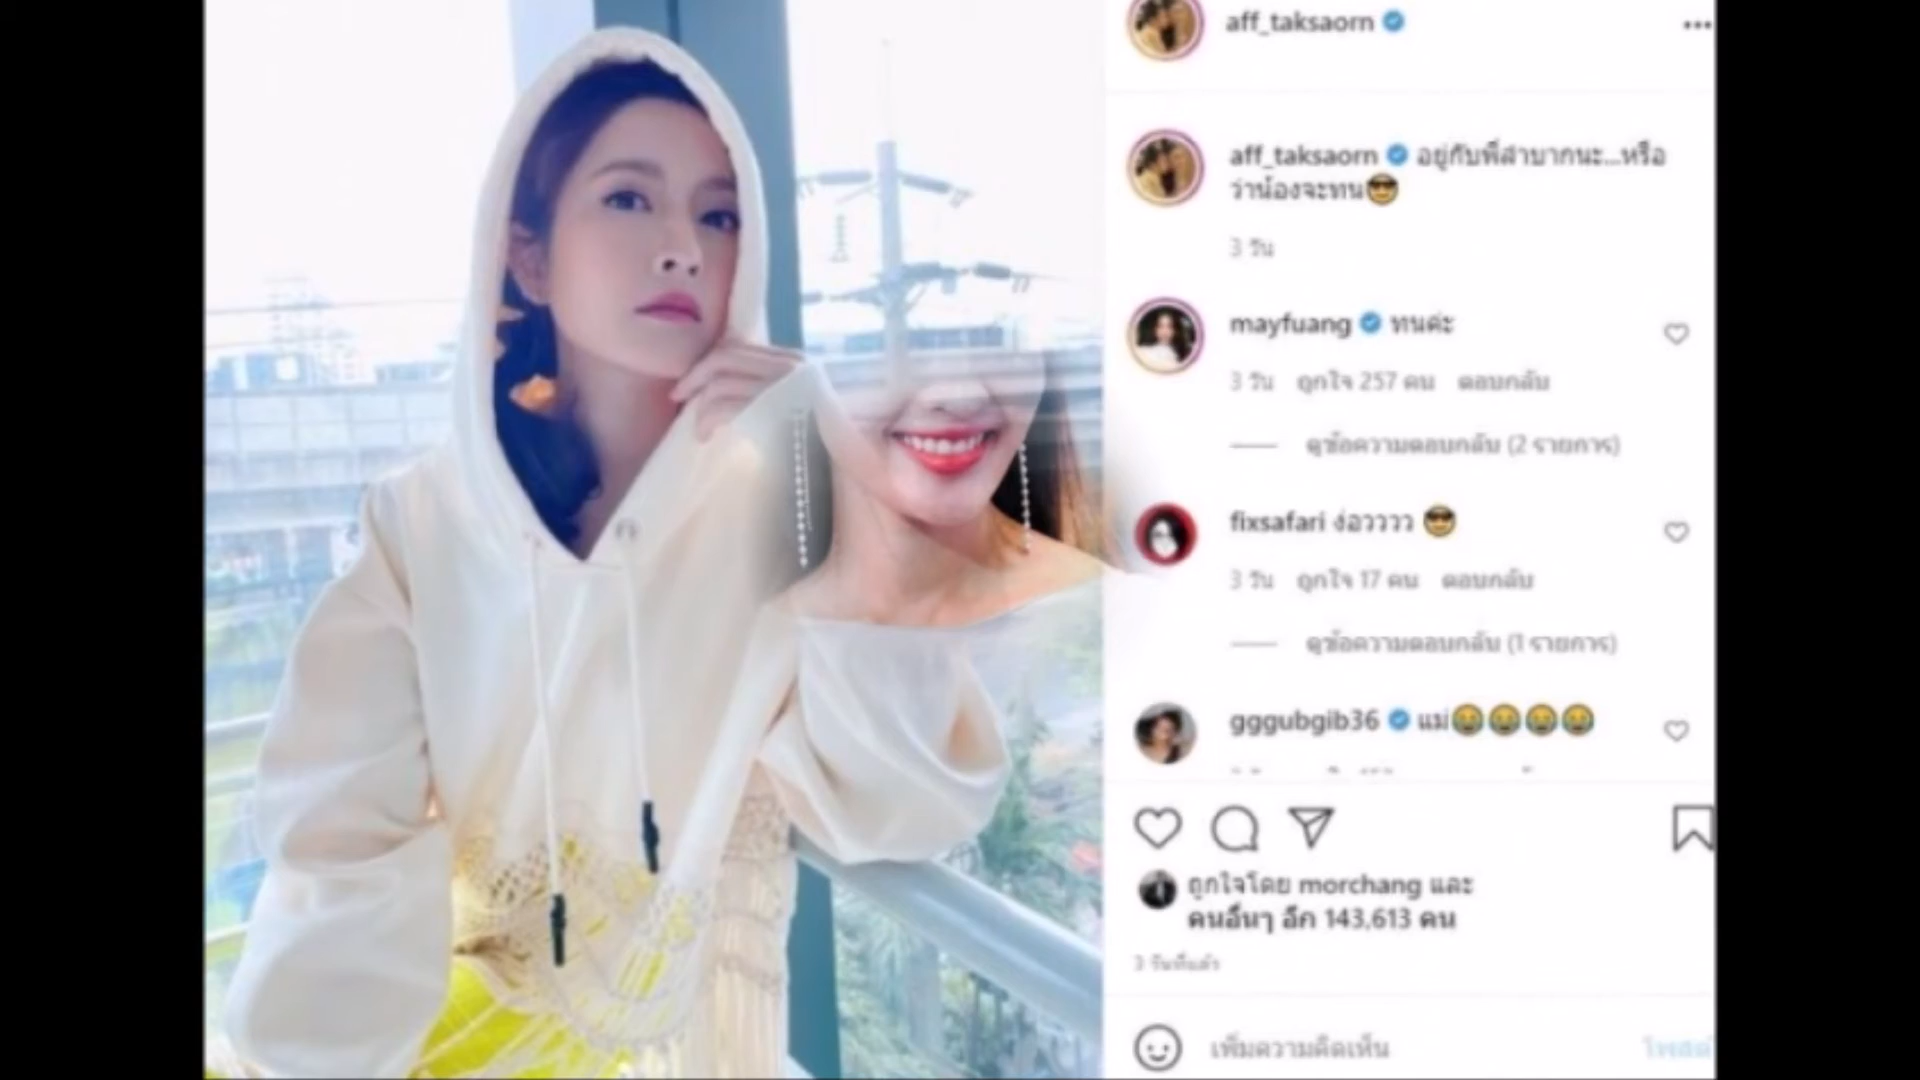 aff_taksaorn
aff_taksaorn อยู่กับพี่ลำบากนะ...หรือ
ว่าน้องจะทน😎
3 วัน
mayfuang ทนค่ะ
3 วัน ถูกใจ 257 คน ตอบกลับ
ดูข้อความตอบกลับ (2 รายการ)
fixsafari ง่อวววว 😎
3 วัน ถูกใจ 17 คน ตอบกลับ
ดูข้อความตอบกลับ (1 รายการ)
gggubgib36 แม่😂😂😂😂
ถูกใจโดย morchang และ
คนอื่นๆ อีก 143,613 คน
3 วันที่แล้ว
เพิ่มความคิดเห็น
โพสต์